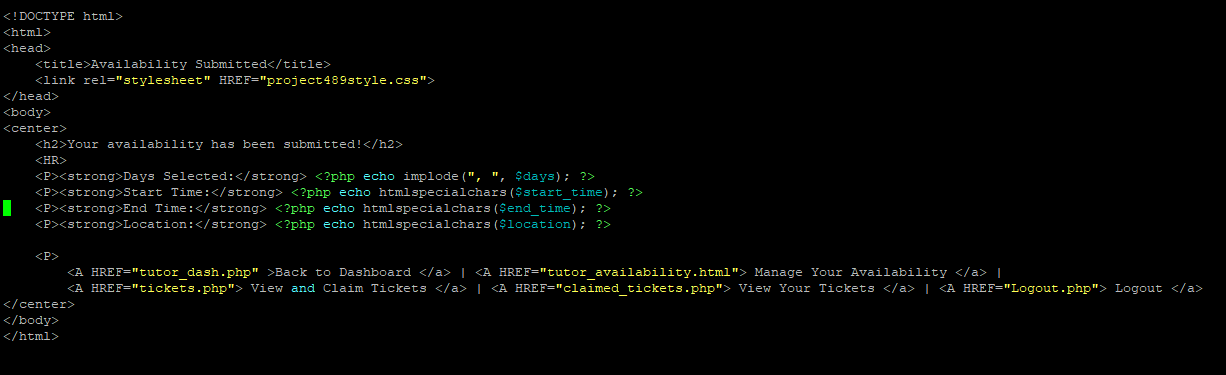 <!DOCTYPE html>
<html>
<head>
    <title>Availability Submitted</title>
    <link rel="stylesheet" HREF="project489style.css">
</head>
<body>
<center>
    <h2>Your availability has been submitted!</h2>
    <HR>
    <P><strong>Days Selected:</strong> <?php echo implode(", ", $days); ?>
    <P><strong>Start Time:</strong> <?php echo htmlspecialchars($start_time); ?>
    <P><strong>End Time:</strong> <?php echo htmlspecialchars($end_time); ?>
    <P><strong>Location:</strong> <?php echo htmlspecialchars($location); ?>

    <P>
        <A HREF="tutor_dash.php" >Back to Dashboard </a> | <A HREF="tutor_availability.html"> Manage Your Availability </a> |
        <A HREF="tickets.php"> View and Claim Tickets </a> | <A HREF="claimed_tickets.php"> View Your Tickets </a> | <A HREF="Logout.php"> Logout </a>
</center>
</body>
</html>